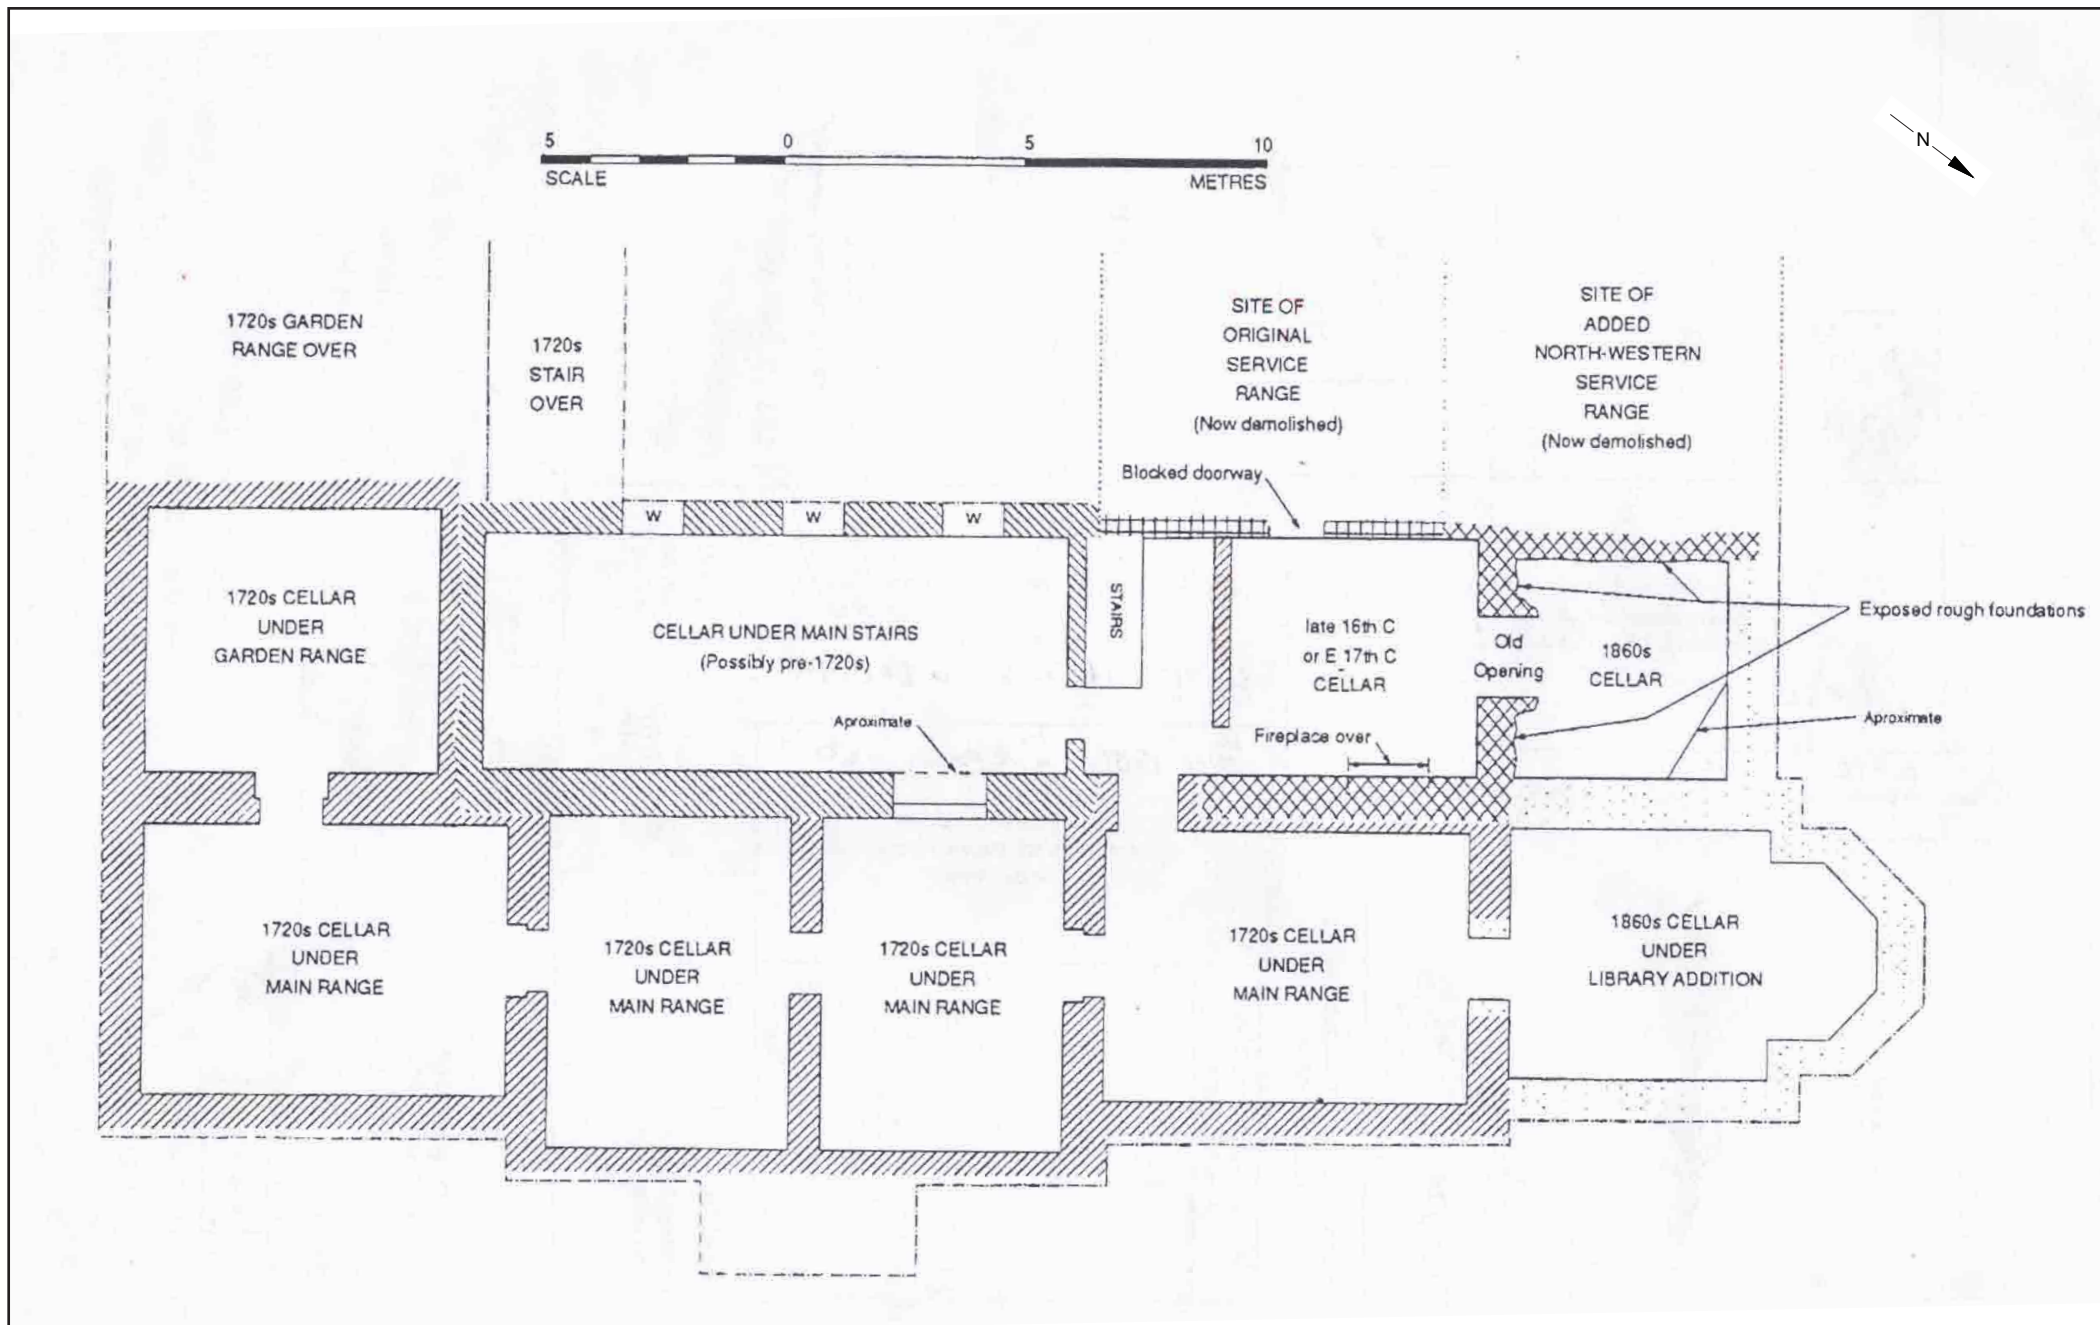 5 0 5 10
SCALE METRES
N
1720s GARDEN
RANGE OVER
1720s
STAIR
OVER
SITE OF
ORIGINAL
SERVICE
RANGE
(Now demolished)
SITE OF
ADDED
NORTH-WESTERN
SERVICE
RANGE
(Now demolished)
Blocked doorway
W W W
1720s CELLAR
UNDER
GARDEN RANGE
CELLAR UNDER MAIN STAIRS
(Possibly pre-1720s)
Aproximate
STAIRS
late 16th C
or E 17th C
CELLAR
Fireplace over
Old
Opening
1860s
CELLAR
Exposed rough foundations
Aproximate
1720s CELLAR
UNDER
MAIN RANGE
1720s CELLAR
UNDER
MAIN RANGE
1720s CELLAR
UNDER
MAIN RANGE
1720s CELLAR
UNDER
MAIN RANGE
1860s CELLAR
UNDER
LIBRARY ADDITION